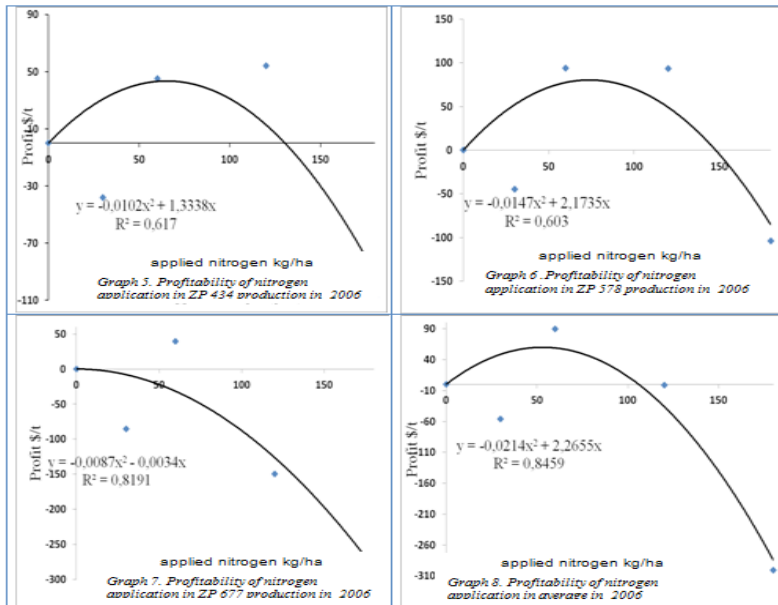 90
50
10
-30
-70
-110
0
50
100
150
Profit $/t
y = -0,0102x² + 1,3338x
R² = 0,617
applied nitrogen kg/ha
Graph 5. Profitability of nitrogen
application in ZP 434 production in 2006
150
100
50
0
-50
-100
-150
0
50
100
150
Profit $/t
y = -0,0147x² + 2,1735x
R² = 0,603
applied nitrogen kg/ha
Graph 6 .Profitability of nitrogen
application in ZP 578 production in 2006
50
0
-50
-100
-150
-200
-250
-300
0
50
100
150
Profit $/t
y = -0,0087x² - 0,0034x
R² = 0,8191
applied nitrogen kg/ha
Graph 7. Profitability of nitrogen
application in ZP 677 production in 2006
90
40
-10
-60
-110
-160
-210
-260
-310
0
50
100
150
Profit $/t
y = -0,0214x² + 2,2655x
R² = 0,8459
applied nitrogen kg/ha
Graph 8. Profitability of nitrogen
application in average in 2006